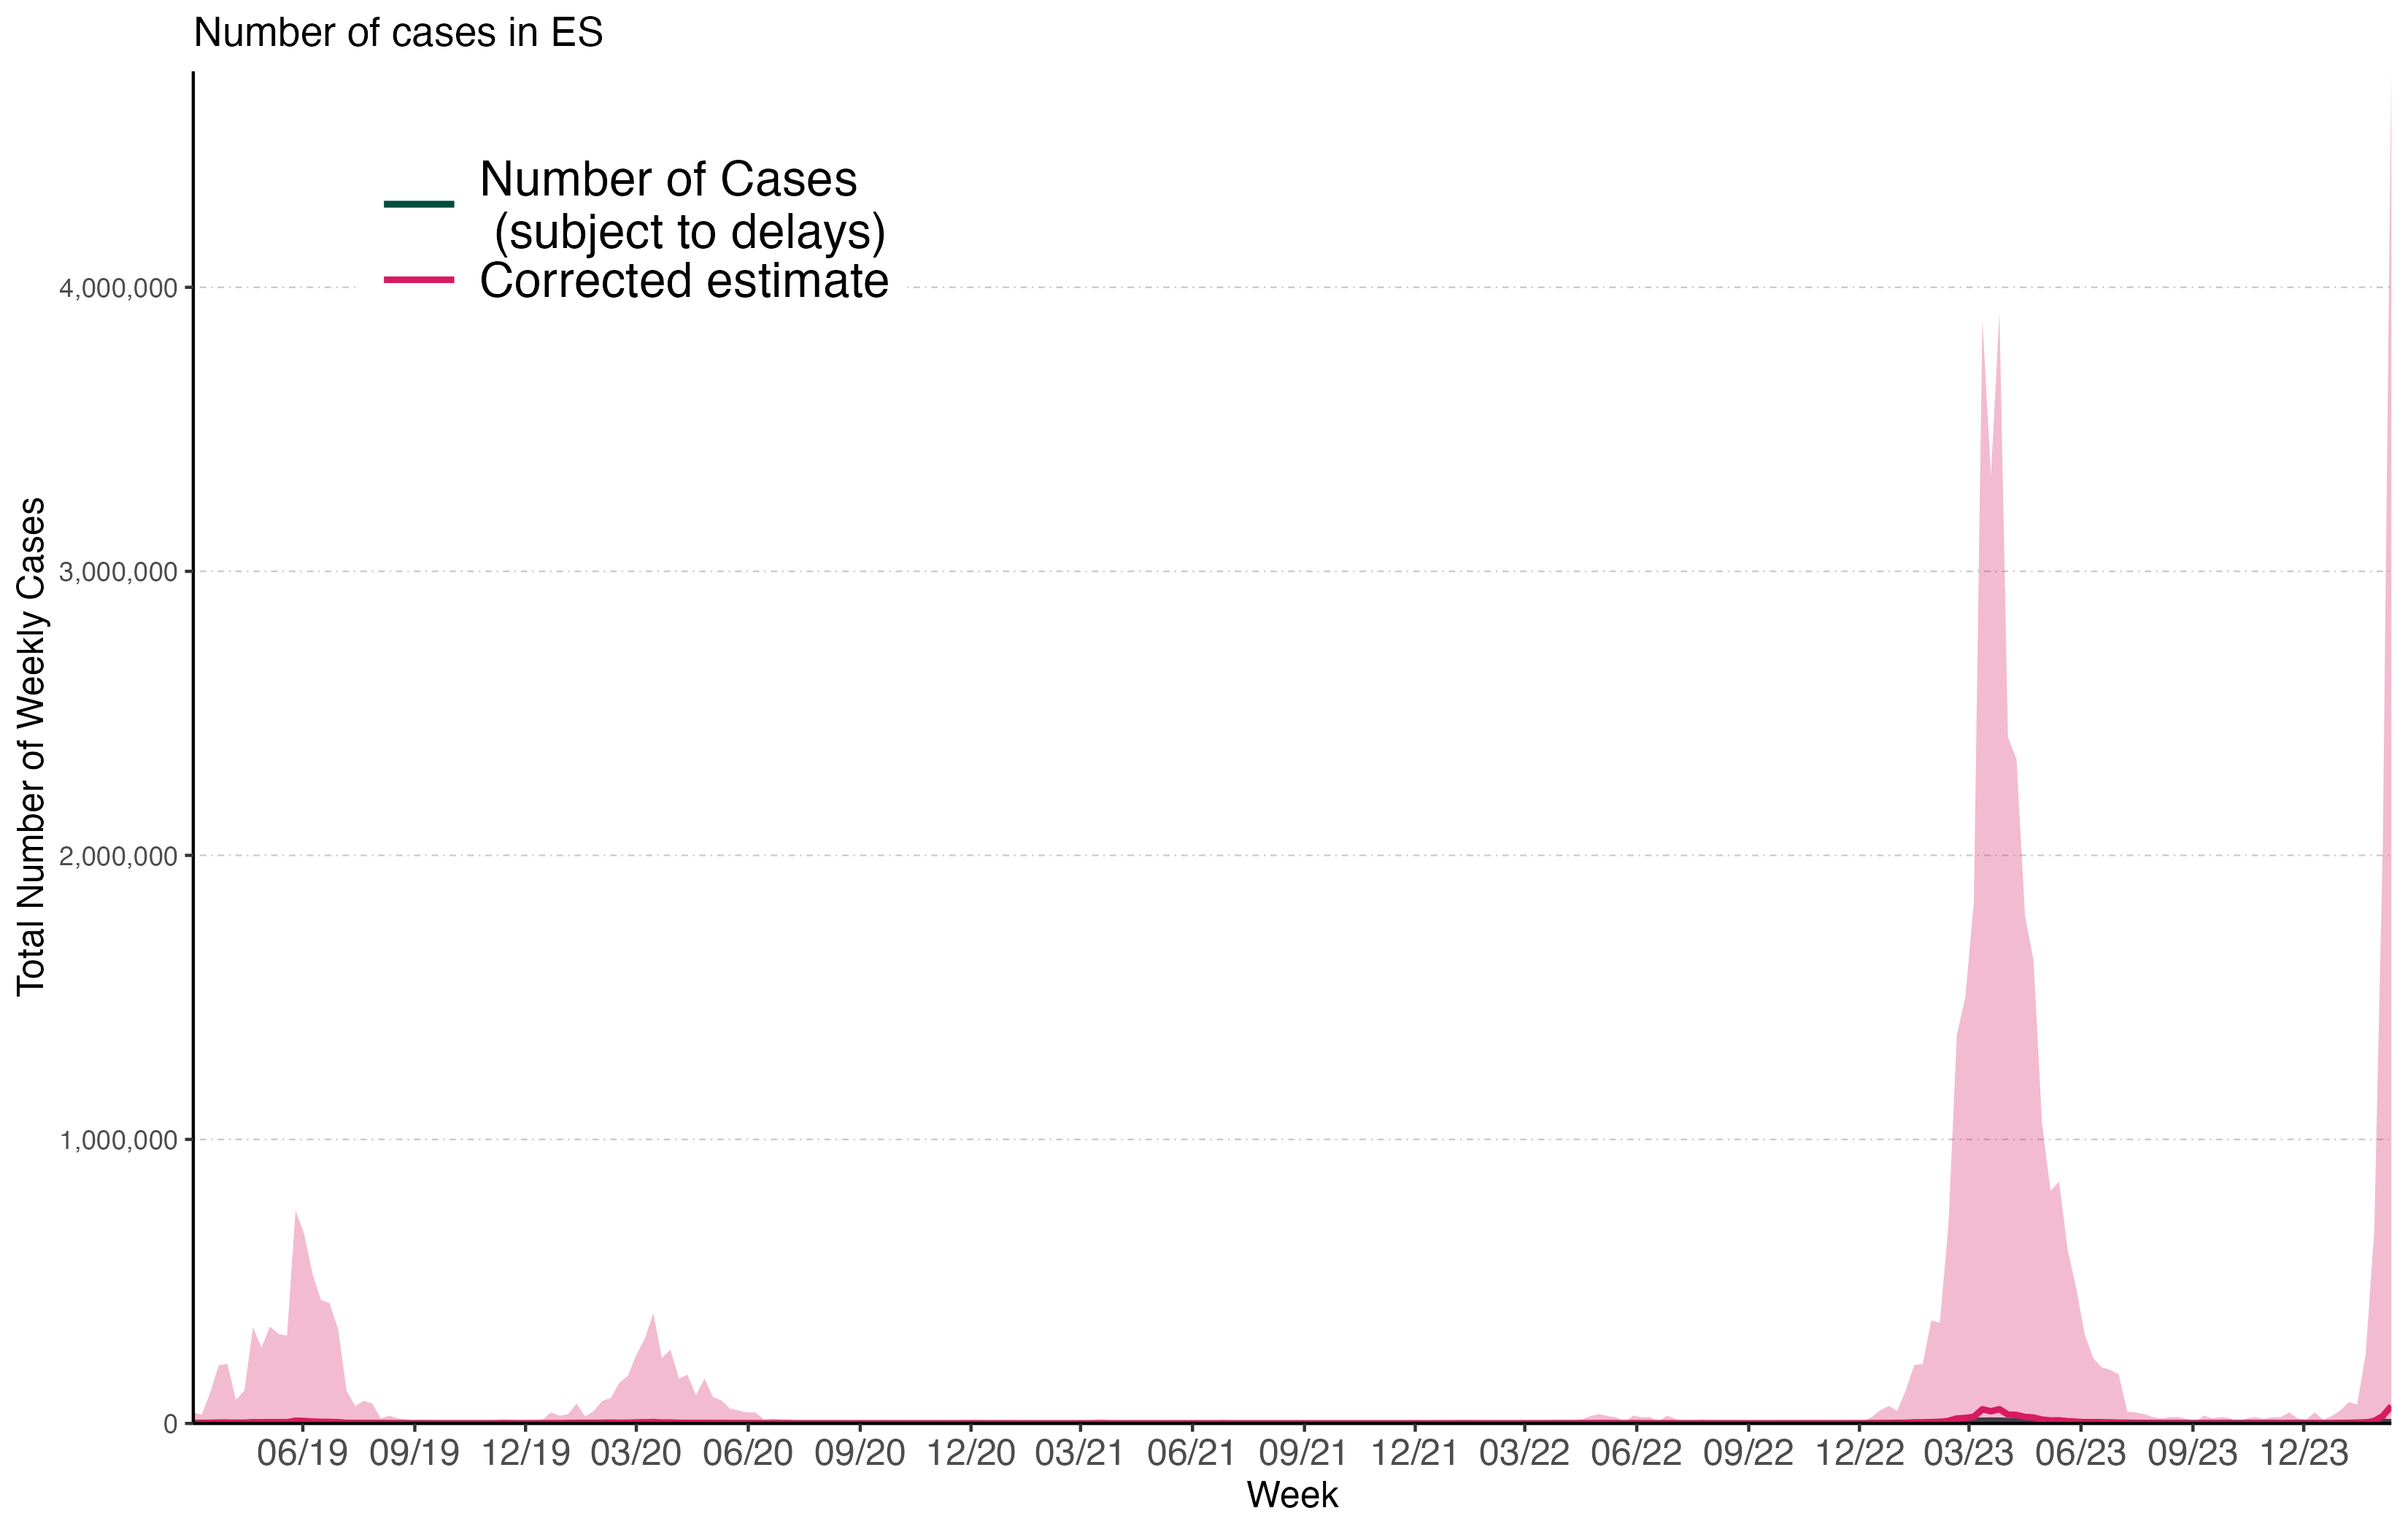 Number of cases in ES
Number of Cases
(subject to delays)
Corrected estimate
Total Number of Weekly Cases
4,000,000
3,000,000
2,000,000
1,000,000
0
06/19 09/19 12/19 03/20 06/20 09/20 12/20 03/21 06/21 09/21 12/21 03/22 06/22 09/22 12/22 03/23 06/23 09/23 12/23
Week